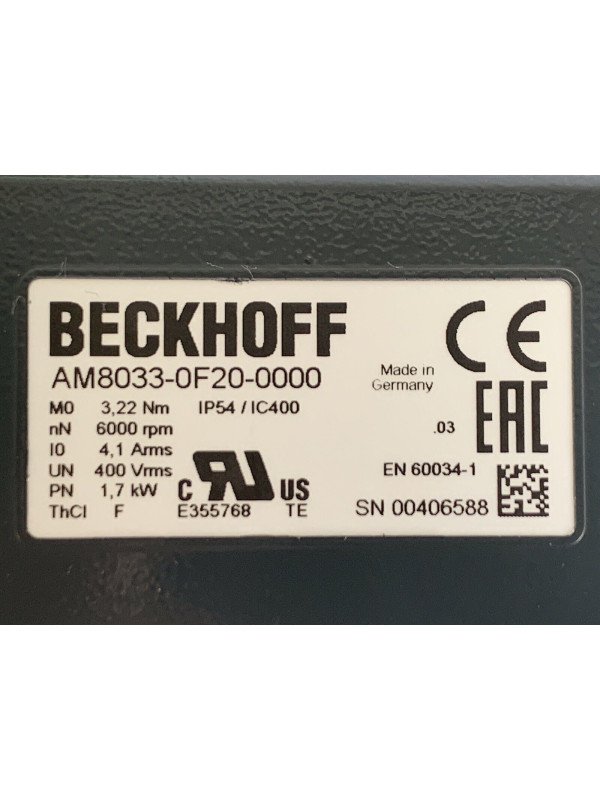 BECKHOFF
CE
AM8033-0F20-0000
Made in
Germany
M0 3,22 Nm IP54 / IC400
nN 6000 rpm
.03
EAC
I0 4,1 Arms
UN 400 Vrms
EN 60034-1
PN 1,7 kW
C RU US
ThCl F E355768 TE
SN 00406588